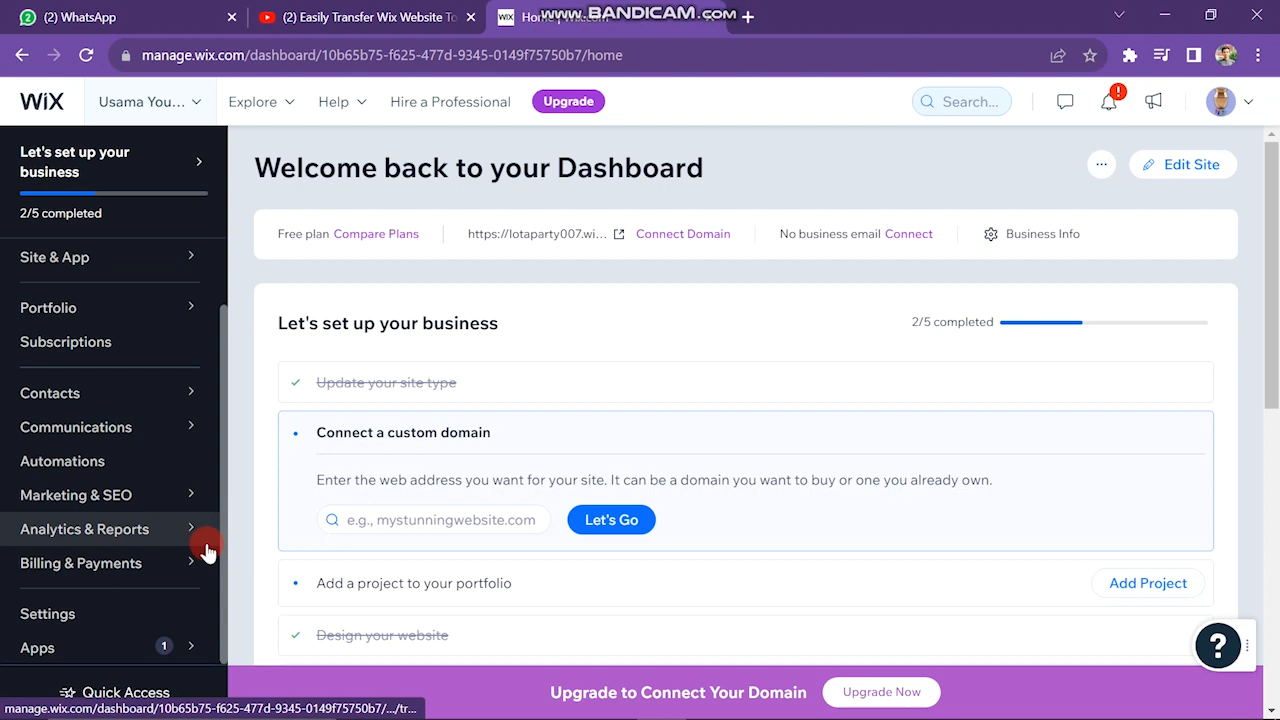 (2) WhatsApp
(2) Easily Transfer Wix Website To
WIX
www.BANDICAM.com
manage.wix.com/dashboard/10b65b75-f625-477d-9345-0149f75750b7/home
WiX
Usama You...
Explore
Help
Hire a Professional
Upgrade
Search...
!
Let's set up your
business
2/5 completed
Site & App
Portfolio
Subscriptions
Contacts
Communications
Automations
Marketing & SEO
Analytics & Reports
Billing & Payments
Settings
Apps
1
Quick Access
manage.wix.com/dashboard/10b65b75-f625-477d-9345-0149f75750b7/.../tr...
Welcome back to your Dashboard
...
Edit Site
Free plan Compare Plans
https://lotaparty007.wi...
Connect Domain
No business email Connect
Business Info
Let's set up your business
2/5 completed
Update your site type
Connect a custom domain
Enter the web address you want for your site. It can be a domain you want to buy or one you already own.
e.g., mystunningwebsite.com
Let's Go
Add a project to your portfolio
Add Project
Design your website
?
Upgrade to Connect Your Domain
Upgrade Now